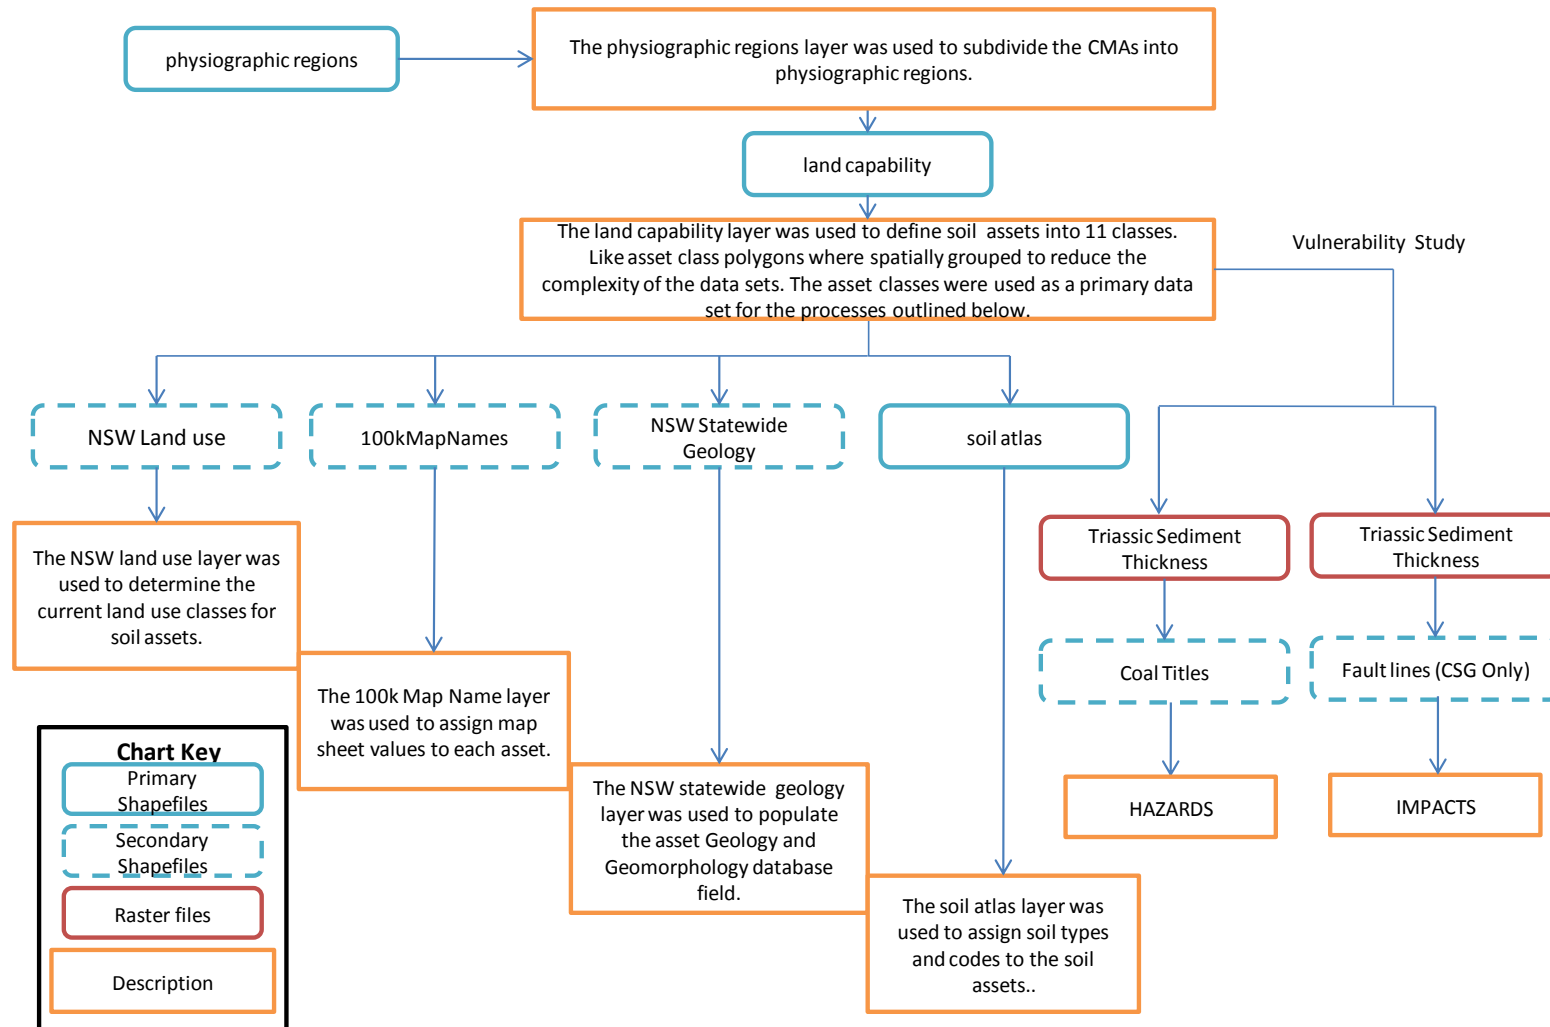 physiographic regions
The physiographic regions layer was used to subdivide the CMAs into
physiographic regions.
land capability
The land capability layer was used to define soil assets into 11 classes.
Like asset class polygons where spatially grouped to reduce the
complexity of the data sets. The asset classes were used as a primary data
set for the processes outlined below.
Vulnerability Study
NSW Land use
100kMapNames
NSW Statewide
Geology
soil atlas
Triassic Sediment
Thickness
Triassic Sediment
Thickness
The NSW land use layer was
used to determine the
current land use classes for
soil assets.
Coal Titles
Fault lines (CSG Only)
The 100k Map Name layer
was used to assign map
sheet values to each asset.
The NSW statewide geology
layer was used to populate
the asset Geology and
Geomorphology database
field.
HAZARDS
IMPACTS
The soil atlas layer was
used to assign soil types
and codes to the soil
assets..
Chart Key
Primary
Shapefiles
Secondary
Shapefiles
Raster files
Description